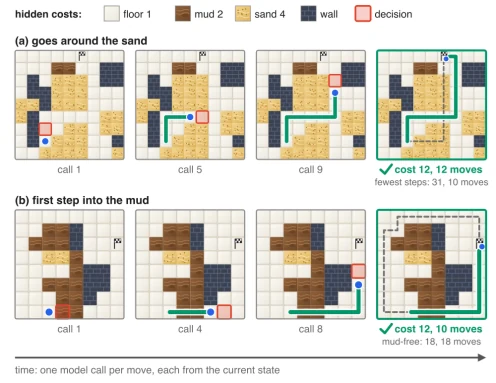 hidden costs: floor 1 mud 2 sand 4 wall decision
(a) goes around the sand
call 1 call 5 call 9 cost 12, 12 moves
fewest steps: 31, 10 moves
(b) first step into the mud
call 1 call 4 call 8 cost 12, 10 moves
mud-free: 18, 18 moves
time: one model call per move, each from the current state